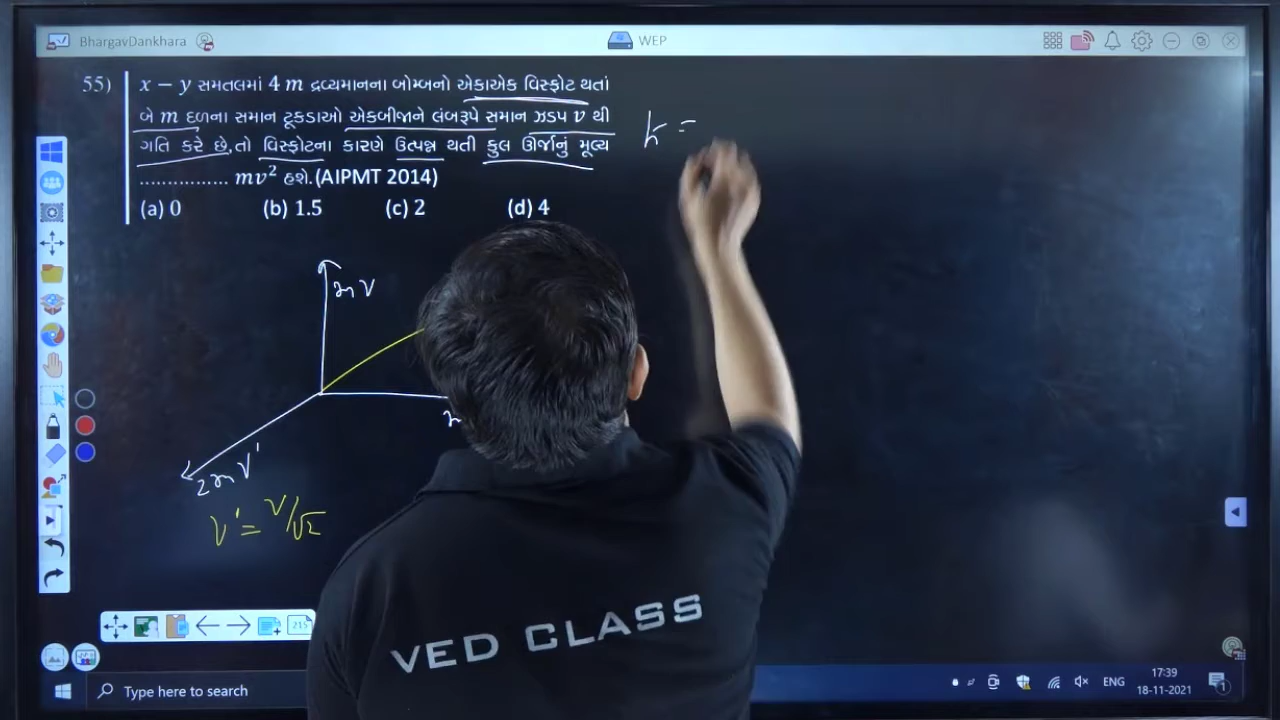 BhargavDankhara
WEP
55) x − y સમતલમાં 4 m દ્રવ્યમાનના બોમ્બનો એકાએક વિસ્ફોટ થતાં
બે m દળના સમાન ટૂકડાઓ એકબીજાને લંબરૂપે સમાન ઝડપ v થી
ગતિ કરે છે,તો વિસ્ફોટના કારણે ઉત્પન્ન થતી કુલ ઊર્જાનું મૂલ્ય
................ mv² હશે.(AIPMT 2014)
(a) 0 (b) 1.5 (c) 2 (d) 4
k =
mv
2mv'
v' = v/√2
VED CLASS
215
Type here to search
ENG
17:39
18-11-2021